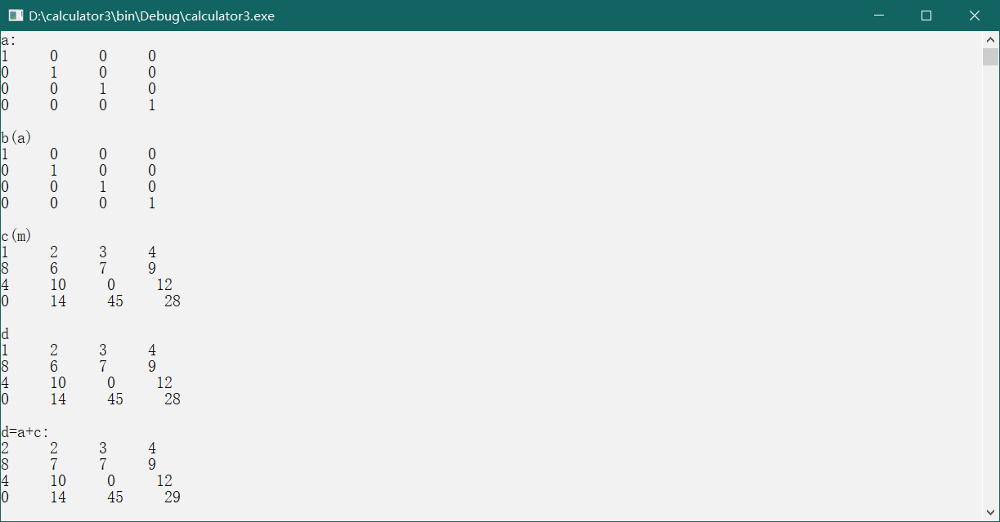 D:\calculator3\bin\Debug\calculator3.exe
a:
1     0     0     0
0     1     0     0
0     0     1     0
0     0     0     1

b(a)
1     0     0     0
0     1     0     0
0     0     1     0
0     0     0     1

c(m)
1     2     3     4
8     6     7     9
4     10     0     12
0     14     45     28

d
1     2     3     4
8     6     7     9
4     10     0     12
0     14     45     28

d=a+c:
2     2     3     4
8     7     7     9
4     10     0     12
0     14     45     29